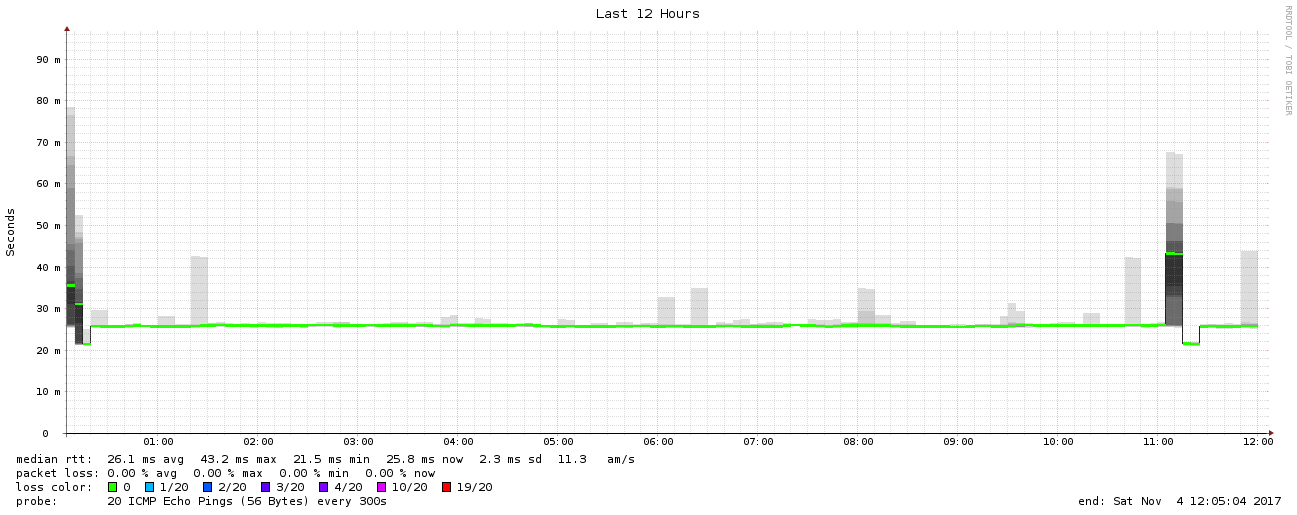 Last 12 Hours
RRDTOOL / TOBI OETIKER
Seconds
90 m
80 m
70 m
60 m
50 m
40 m
30 m
20 m
10 m
0
01:00 02:00 03:00 04:00 05:00 06:00 07:00 08:00 09:00 10:00 11:00 12:00
median rtt: 26.1 ms avg 43.2 ms max 21.5 ms min 25.8 ms now 2.3 ms sd 11.3 am/s
packet loss: 0.00 % avg 0.00 % max 0.00 % min 0.00 % now
loss color: 0 1/20 2/20 3/20 4/20 10/20 19/20
probe: 20 ICMP Echo Pings (56 Bytes) every 300s end: Sat Nov 4 12:05:04 2017